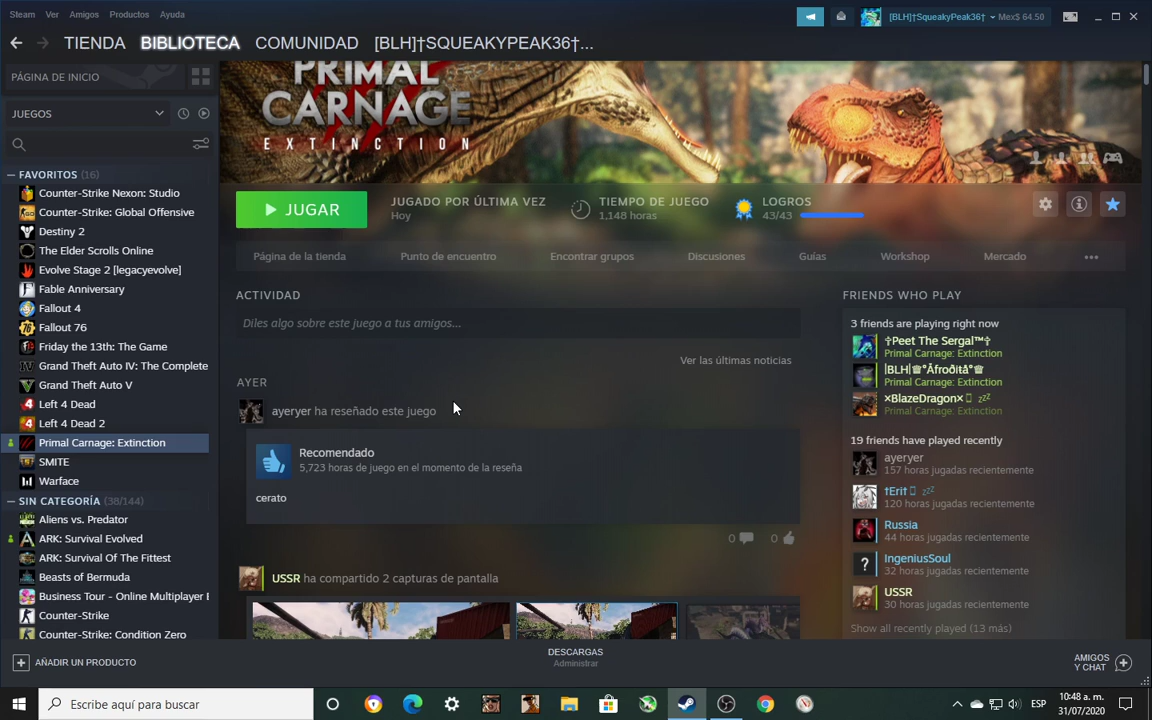 Steam Ver Amigos Productos Ayuda
[BLH]†SqueakyPeak36† Mex$ 64.50
TIENDA BIBLIOTECA COMUNIDAD [BLH]†SQUEAKYPEAK36†...
PÁGINA DE INICIO
JUEGOS
FAVORITOS (16)
Counter-Strike Nexon: Studio
Counter-Strike: Global Offensive
Destiny 2
The Elder Scrolls Online
Evolve Stage 2 [legacyevolve]
Fable Anniversary
Fallout 4
Fallout 76
Friday the 13th: The Game
Grand Theft Auto IV: The Complete
Grand Theft Auto V
Left 4 Dead
Left 4 Dead 2
Primal Carnage: Extinction
SMITE
Warface
SIN CATEGORÍA (38/144)
Aliens vs. Predator
ARK: Survival Evolved
ARK: Survival Of The Fittest
Beasts of Bermuda
Business Tour - Online Multiplayer
Counter-Strike
Counter-Strike: Condition Zero
PRIMAL
CARNAGE
EXTINCTION
JUGAR
JUGADO POR ÚLTIMA VEZ
Hoy
TIEMPO DE JUEGO
1,148 horas
LOGROS
43/43
Página de la tienda Punto de encuentro Encontrar grupos Discusiones Guías Workshop Mercado
ACTIVIDAD
Diles algo sobre este juego a tus amigos...
Ver las últimas noticias
AYER
ayeryer ha reseñado este juego
Recomendado
5,723 horas de juego en el momento de la reseña
cerato
0 0
USSR ha compartido 2 capturas de pantalla
FRIENDS WHO PLAY
3 friends are playing right now
✞Peet The Sergal™✞
Primal Carnage: Extinction
|BLH|♕°Åfroðitå°♕
Primal Carnage: Extinction
×BlazeDragon× zzZ
Primal Carnage: Extinction
19 friends have played recently
ayeryer
157 horas jugadas recientemente
†Erit zzZ
120 horas jugadas recientemente
Russia
44 horas jugadas recientemente
IngeniusSoul
32 horas jugadas recientemente
USSR
30 horas jugadas recientemente
Show all recently played (13 más)
AÑADIR UN PRODUCTO
DESCARGAS
Administrar
AMIGOS
Y CHAT
Escribe aquí para buscar
ESP
10:48 a. m.
31/07/2020